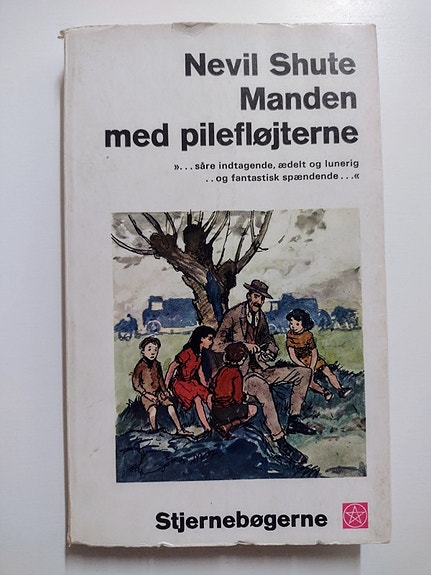 Nevil Shute
Manden
med pilefløjterne
»...såre indtagende, ædelt og lunerig
..og fantastisk spændende...«
Stjernebøgerne